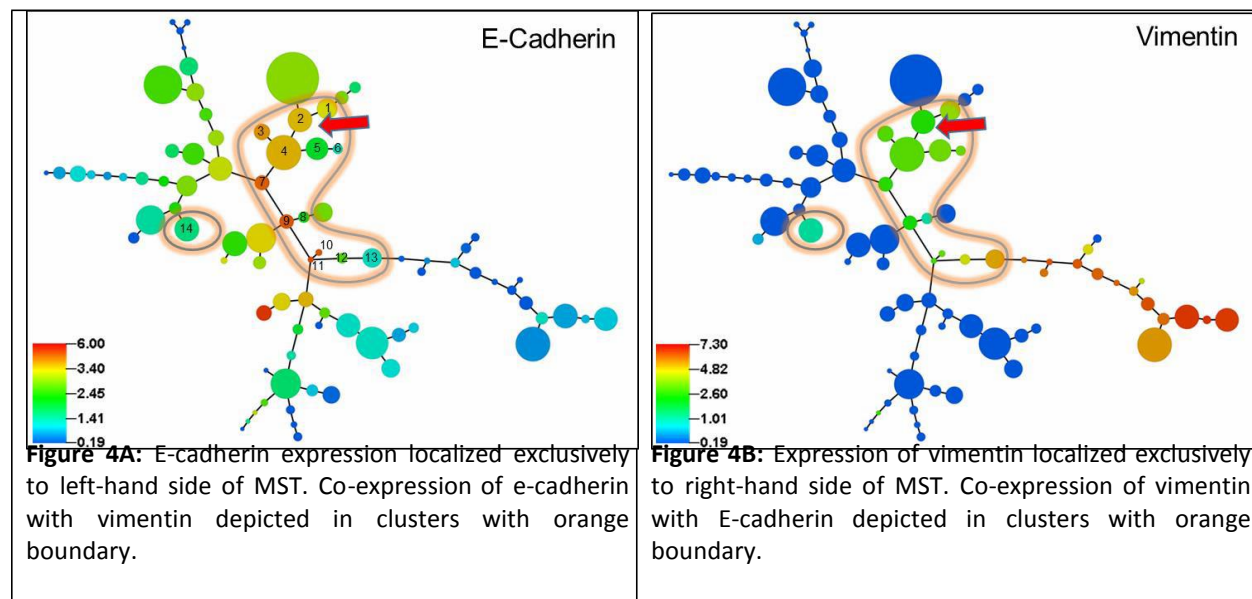 E-Cadherin
1
2
3
4
5
6
7
8
9
10
11
12
13
14
6.00
3.40
2.45
1.41
0.19
Figure 4A: E-cadherin expression localized exclusively
to left-hand side of MST. Co-expression of e-cadherin
with vimentin depicted in clusters with orange
boundary.
Vimentin
7.30
4.82
2.60
1.01
0.19
Figure 4B: Expression of vimentin localized exclusively
to right-hand side of MST. Co-expression of vimentin
with E-cadherin depicted in clusters with orange
boundary.